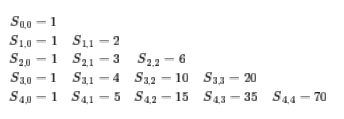 S₀,₀ = 1
S₁,₀ = 1 S₁,₁ = 2
S₂,₀ = 1 S₂,₁ = 3 S₂,₂ = 6
S₃,₀ = 1 S₃,₁ = 4 S₃,₂ = 10 S₃,₃ = 20
S₄,₀ = 1 S₄,₁ = 5 S₄,₂ = 15 S₄,₃ = 35 S₄,₄ = 70